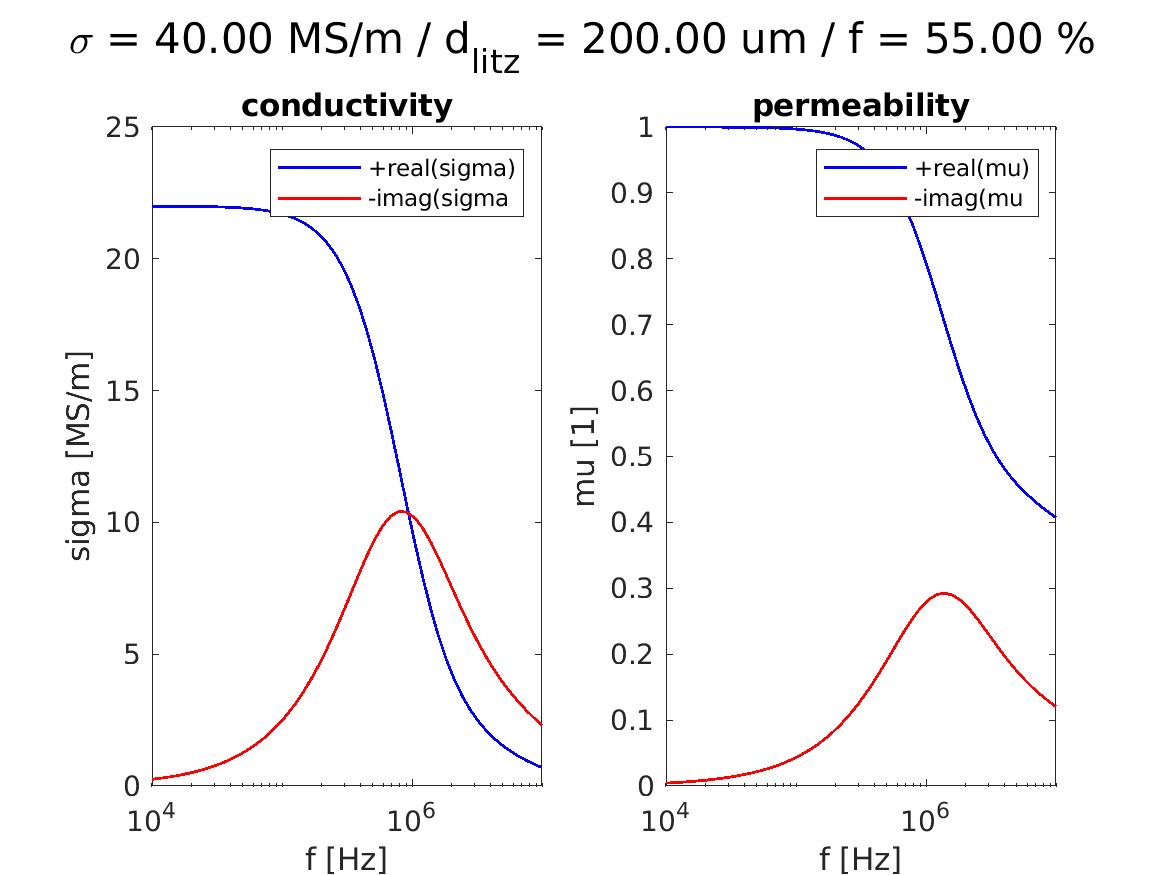 σ = 40.00 MS/m / d_litz = 200.00 um / f = 55.00 %
conductivity
25
20
15
10
5
0
sigma [MS/m]
+real(sigma)
-imag(sigma
10^4
10^6
f [Hz]
permeability
1
0.9
0.8
0.7
0.6
0.5
0.4
0.3
0.2
0.1
0
mu [1]
+real(mu)
-imag(mu
10^4
10^6
f [Hz]